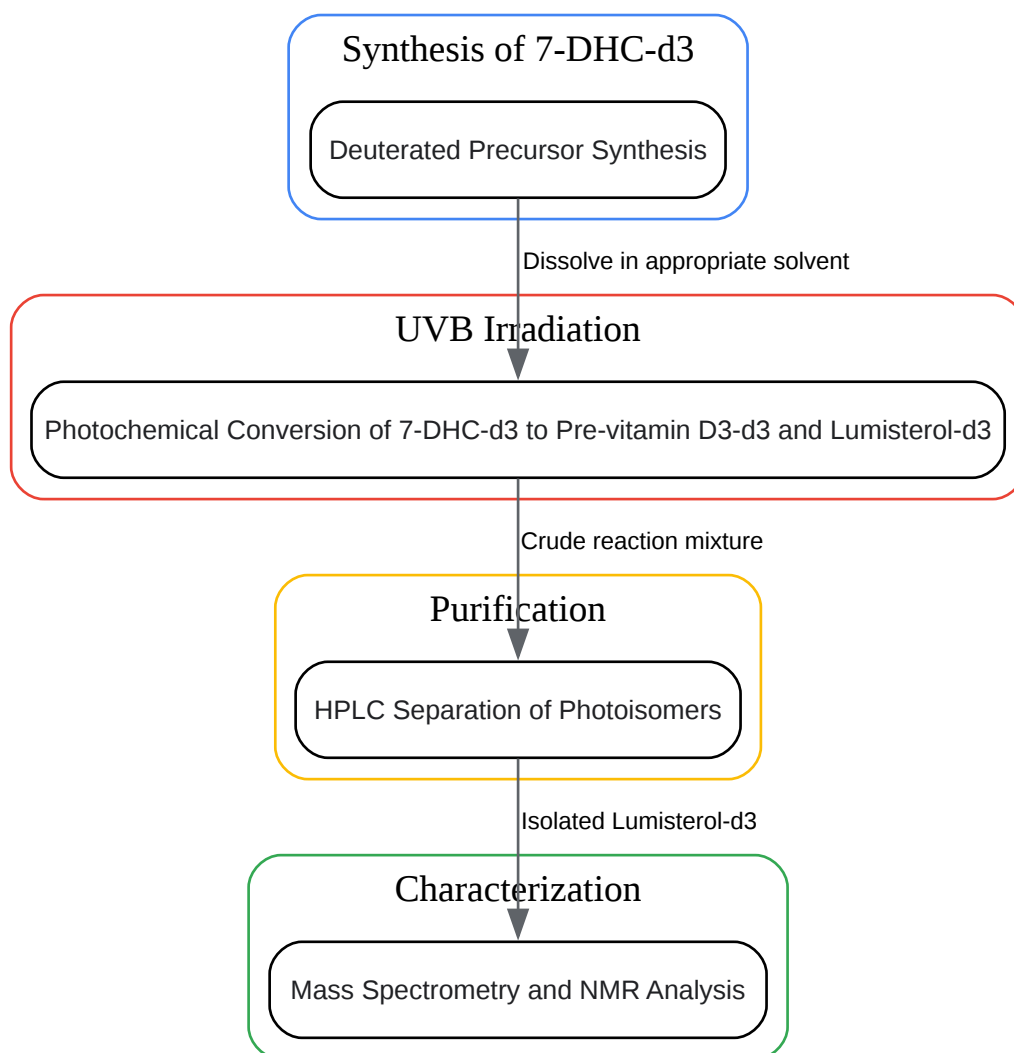 Synthesis of 7-DHC-d3
Deuterated Precursor Synthesis
Dissolve in appropriate solvent
UVB Irradiation
Photochemical Conversion of 7-DHC-d3 to Pre-vitamin D3-d3 and Lumisterol-d3
Crude reaction mixture
Purification
HPLC Separation of Photoisomers
Isolated Lumisterol-d3
Characterization
Mass Spectrometry and NMR Analysis